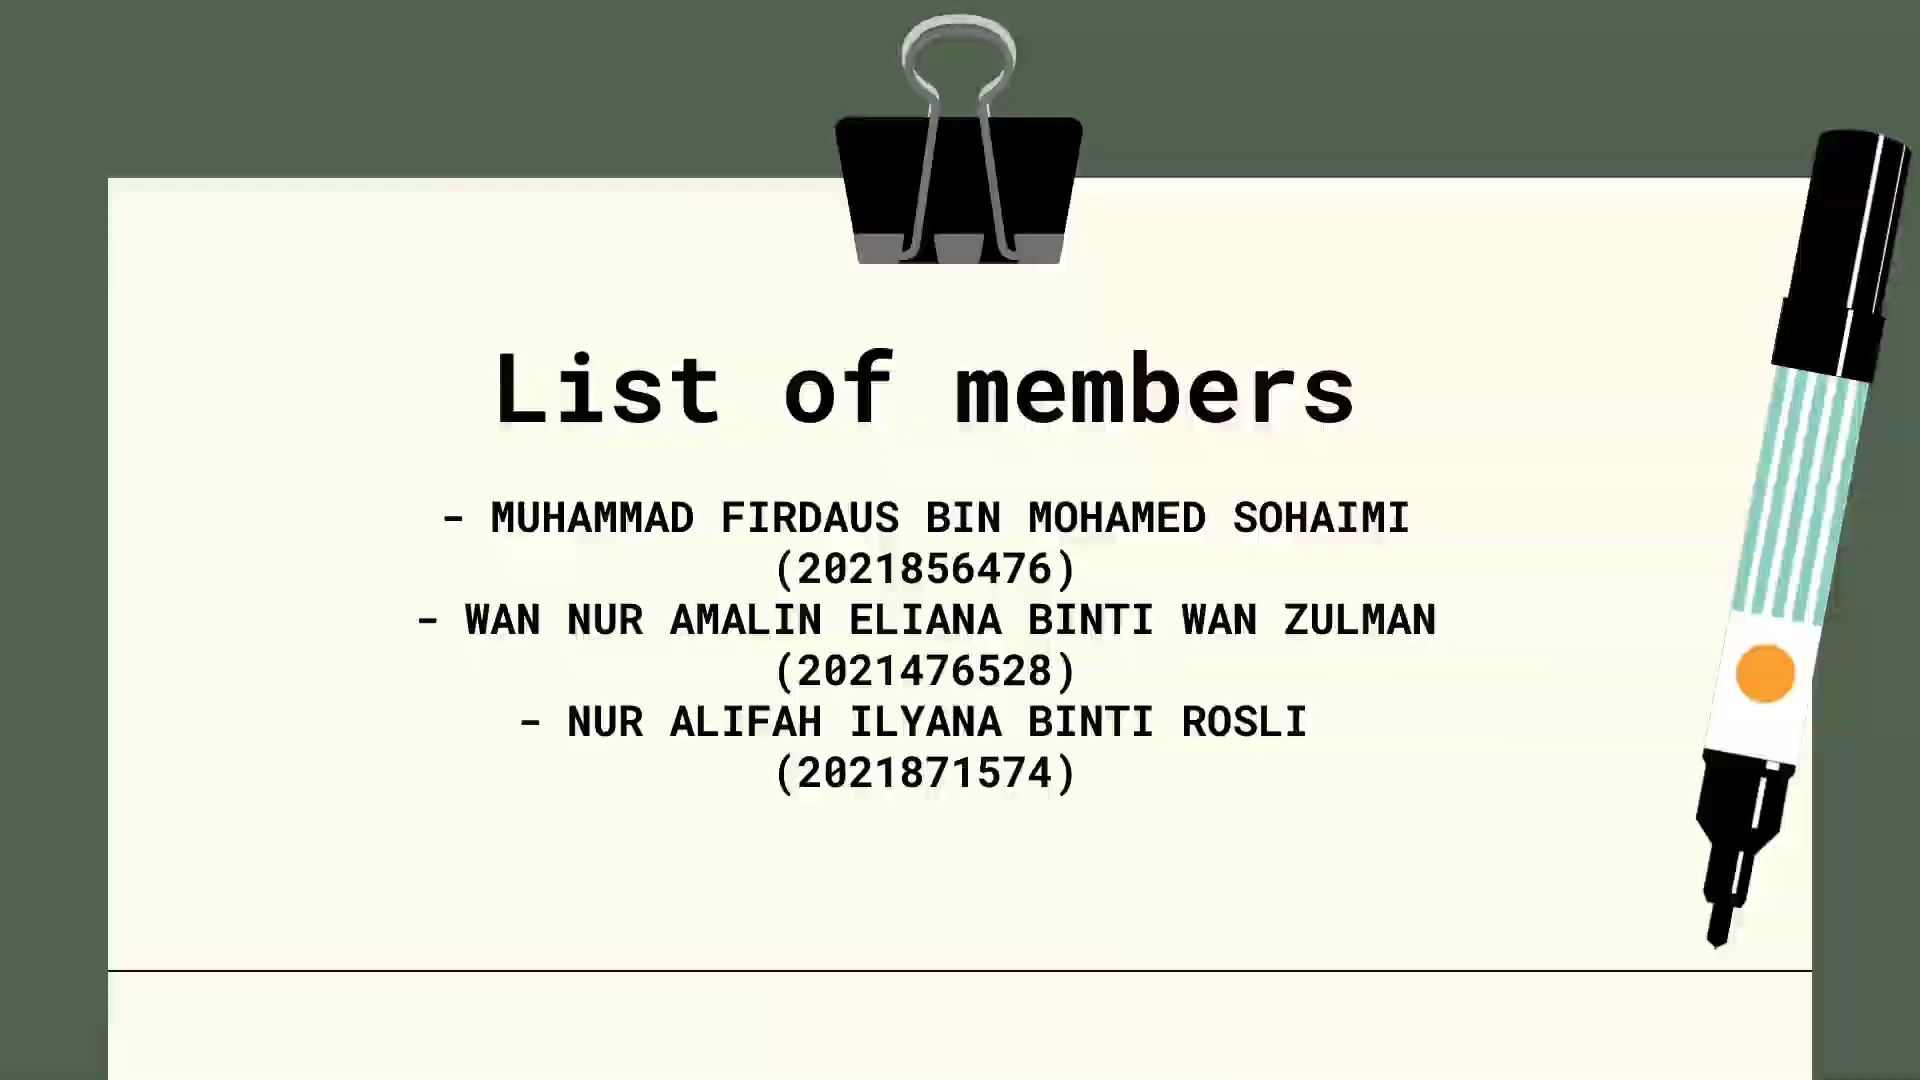 List of members
- MUHAMMAD FIRDAUS BIN MOHAMED SOHAIMI
(2021856476)
- WAN NUR AMALIN ELIANA BINTI WAN ZULMAN
(2021476528)
- NUR ALIFAH ILYANA BINTI ROSLI
(2021871574)